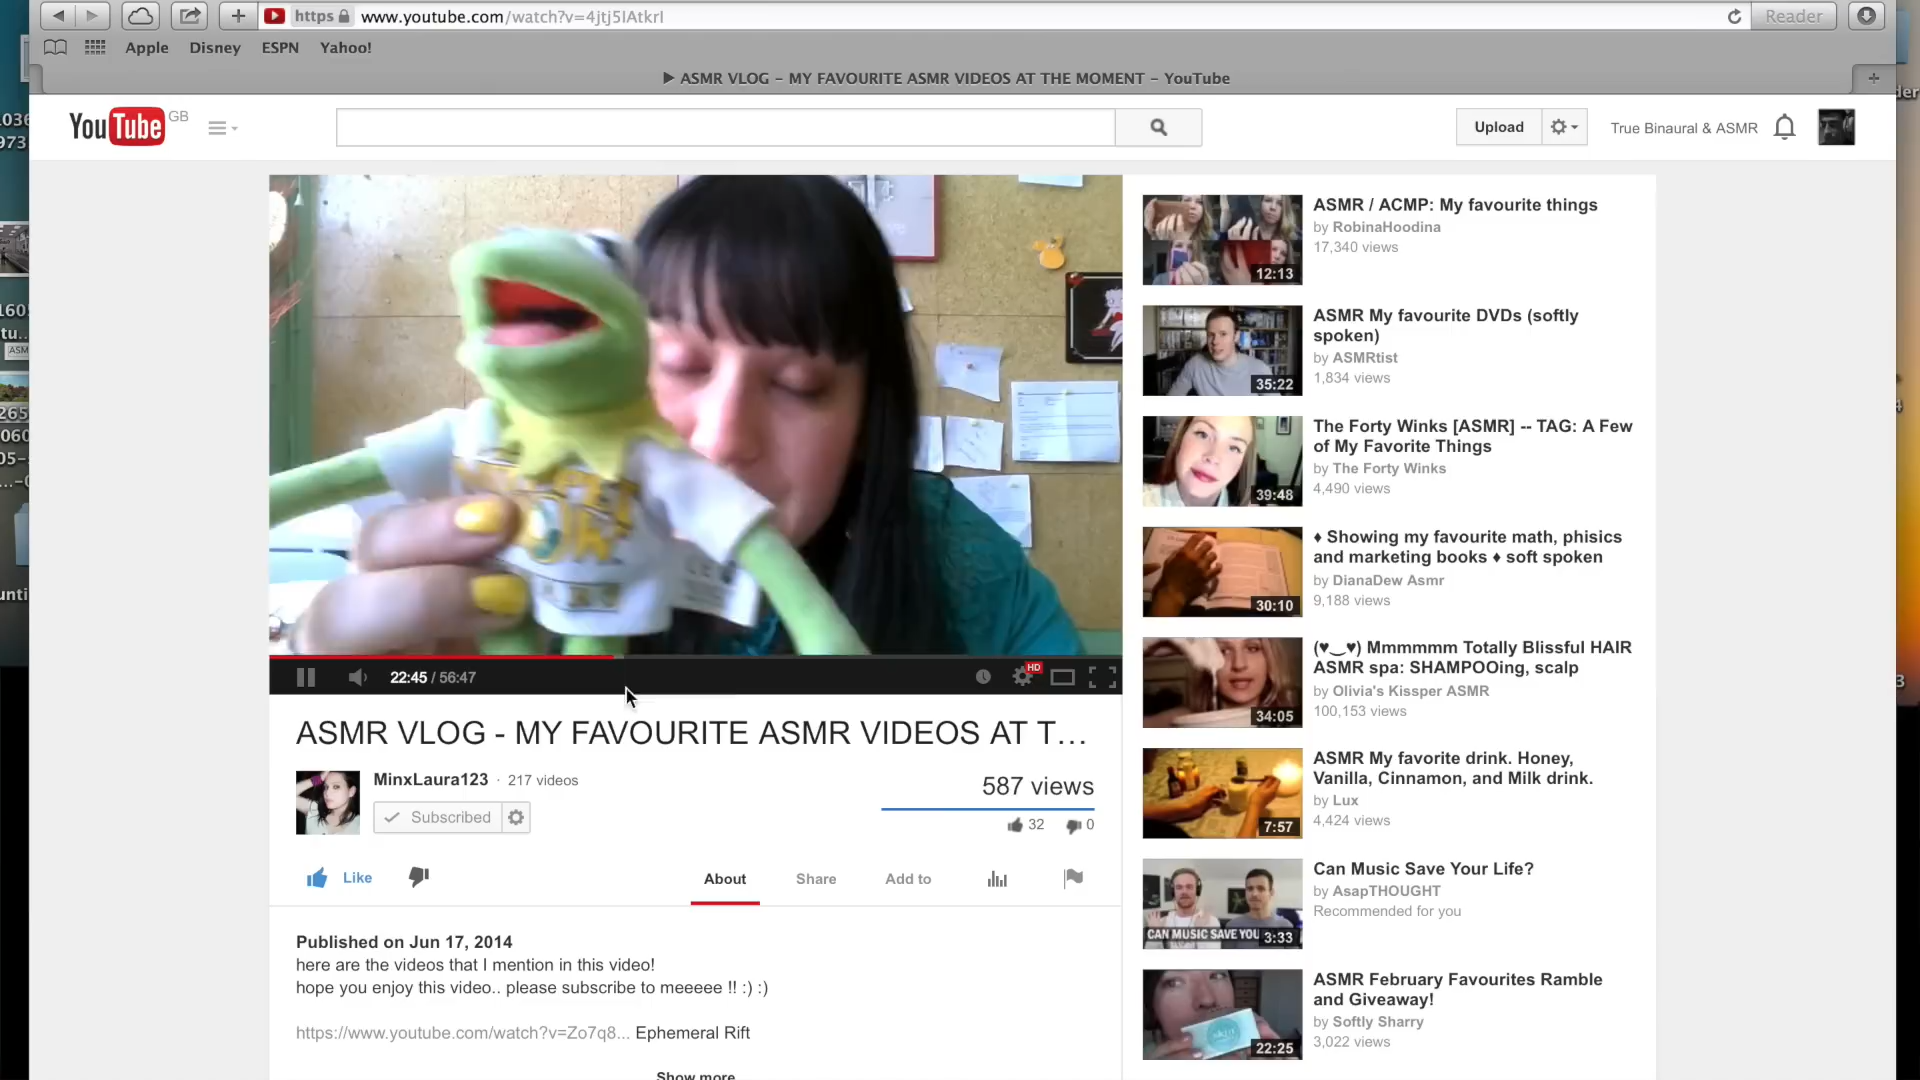 https www.youtube.com/watch?v=4jtj5IAtkrI
Reader
Apple Disney ESPN Yahoo!
▶ ASMR VLOG - MY FAVOURITE ASMR VIDEOS AT THE MOMENT - YouTube
YouTube GB
Upload
True Binaural & ASMR
HD
22:45 / 56:47
ASMR VLOG - MY FAVOURITE ASMR VIDEOS AT T...
MinxLaura123 · 217 videos
Subscribed
587 views
32 0
Like
About Share Add to
Published on Jun 17, 2014
here are the videos that I mention in this video!
hope you enjoy this video.. please subscribe to meeeee !! :) :)
https://www.youtube.com/watch?v=Zo7q8... Ephemeral Rift
Show more
ASMR / ACMP: My favourite things
by RobinaHoodina
17,340 views
12:13
ASMR My favourite DVDs (softly
spoken)
by ASMRtist
1,834 views
35:22
The Forty Winks [ASMR] -- TAG: A Few
of My Favorite Things
by The Forty Winks
4,490 views
39:48
♦ Showing my favourite math, phisics
and marketing books ♦ soft spoken
by DianaDew Asmr
9,188 views
30:10
(♥‿♥) Mmmmmm Totally Blissful HAIR
ASMR spa: SHAMPOOing, scalp
by Olivia's Kissper ASMR
100,153 views
34:05
ASMR My favorite drink. Honey,
Vanilla, Cinnamon, and Milk drink.
by Lux
4,424 views
7:57
Can Music Save Your Life?
by AsapTHOUGHT
Recommended for you
CAN MUSIC SAVE YOU
3:33
ASMR February Favourites Ramble
and Giveaway!
by Softly Sharry
3,022 views
22:25